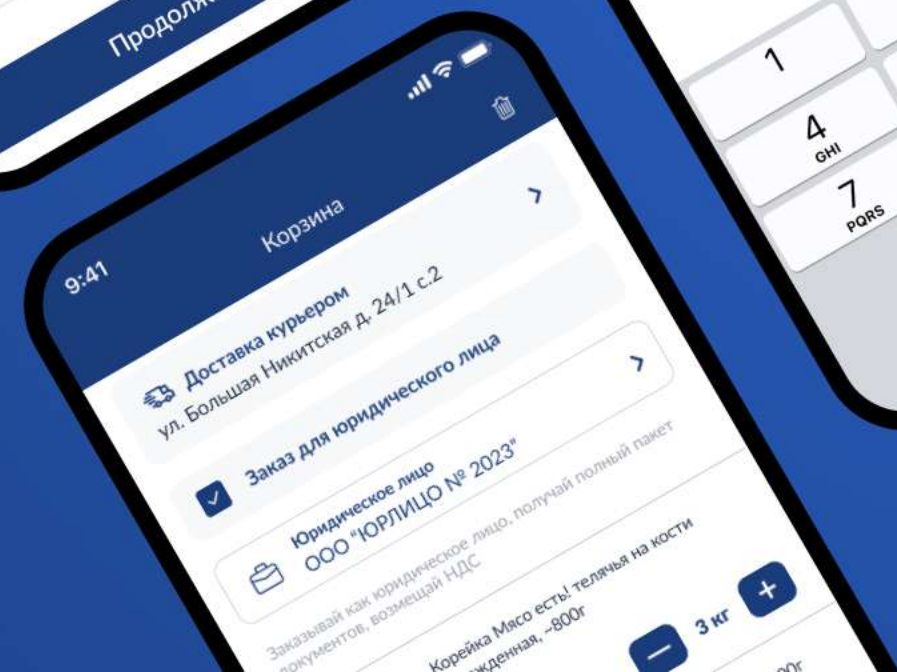 9:41
Корзина
Доставка курьером
ул. Большая Никитская д. 24/1 с.2
Заказ для юридического лица
Юридическое лицо
ООО "ЮРЛИЦО № 2023"
Заказывай как юридическое лицо, получай полный пакет
документов, возмещай НДС
Корейка Мясо есть! телячья на кости
~800г
3 кг
1
4
GHI
7
PQRS